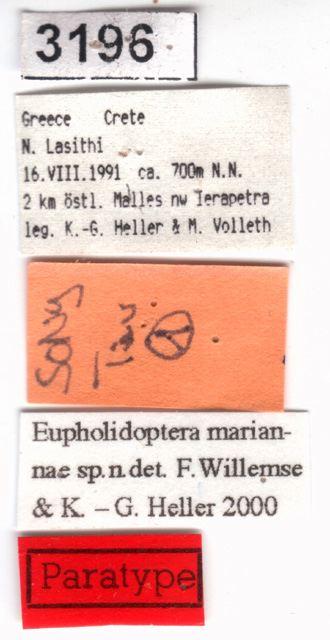 3196
Greece Crete
N. Lasithi
16.VIII.1991 ca. 700m N.N.
2 km östl. Malles nw Ierapetra
leg. K.-G. Heller & M. Volleth
Eupholidoptera marian-
nae sp.n. det. F. Willemse
& K. – G. Heller 2000
Paratype